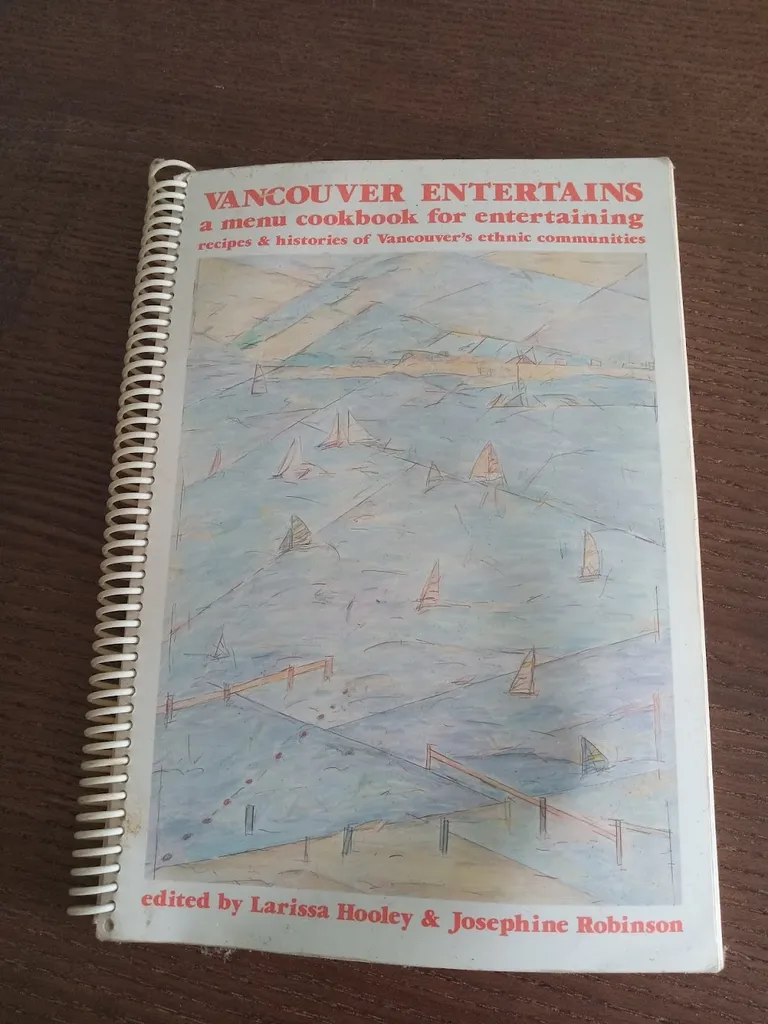 VANCOUVER ENTERTAINS
a menu cookbook for entertaining
recipes & histories of Vancouver's ethnic communities
edited by Larissa Hooley & Josephine Robinson